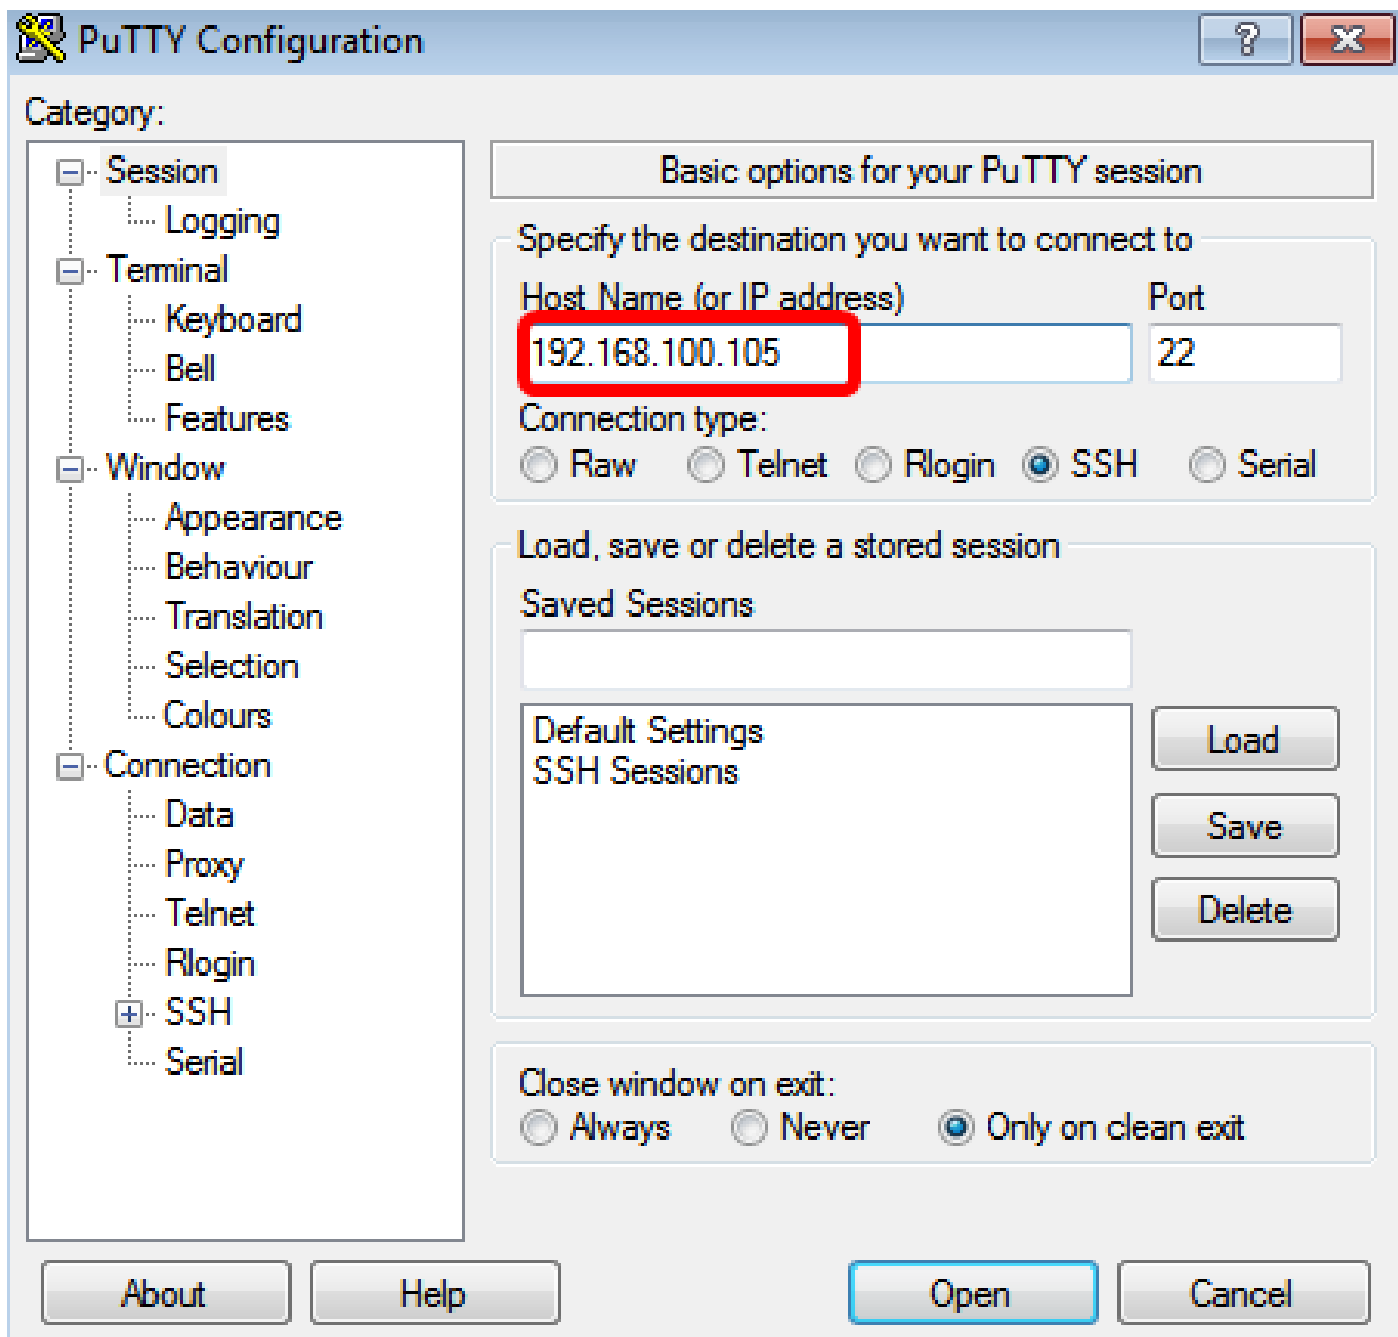 PuTTY Configuration
Category:
Session
Logging
Terminal
Keyboard
Bell
Features
Window
Appearance
Behaviour
Translation
Selection
Colours
Connection
Data
Proxy
Telnet
Rlogin
SSH
Serial
Basic options for your PuTTY session
Specify the destination you want to connect to
Host Name (or IP address) Port
192.168.100.105 22
Connection type:
Raw Telnet Rlogin SSH Serial
Load, save or delete a stored session
Saved Sessions
Default Settings
SSH Sessions
Load
Save
Delete
Close window on exit:
Always Never Only on clean exit
About Help Open Cancel